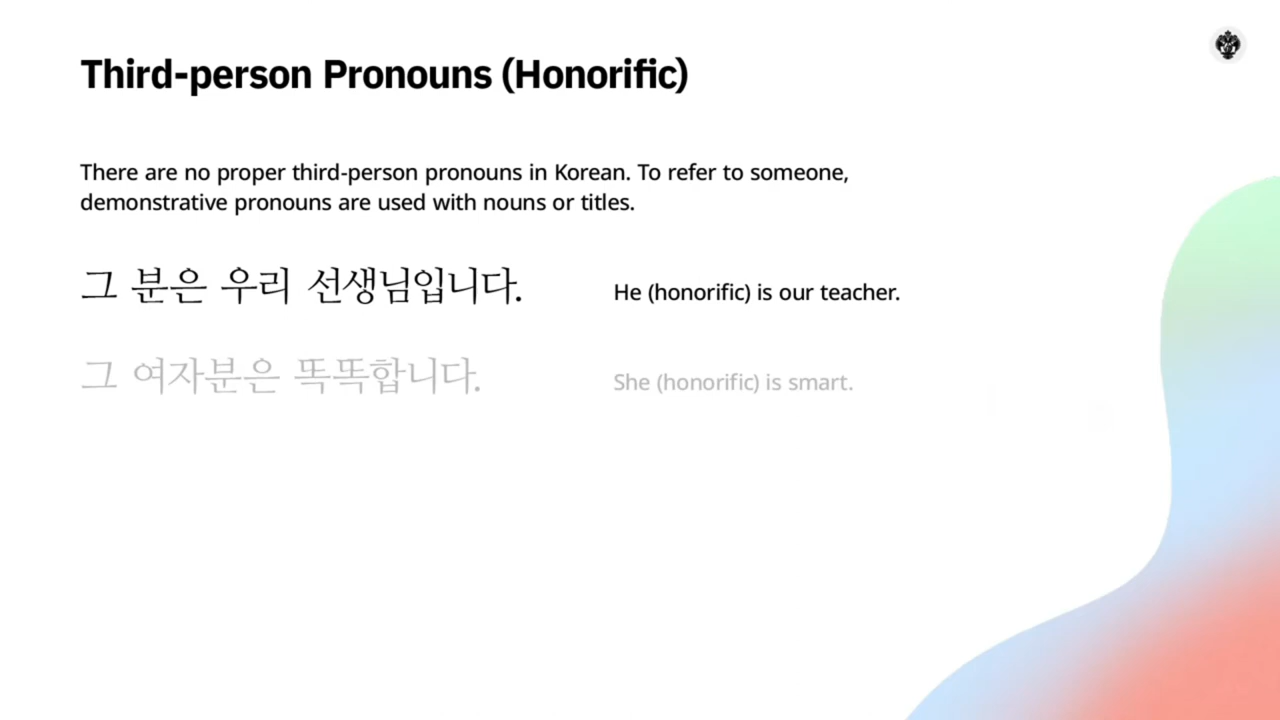 Third-person Pronouns (Honorific)
There are no proper third-person pronouns in Korean. To refer to someone,
demonstrative pronouns are used with nouns or titles.
그 분은 우리 선생님입니다. He (honorific) is our teacher.
그 여자분은 똑똑합니다. She (honorific) is smart.